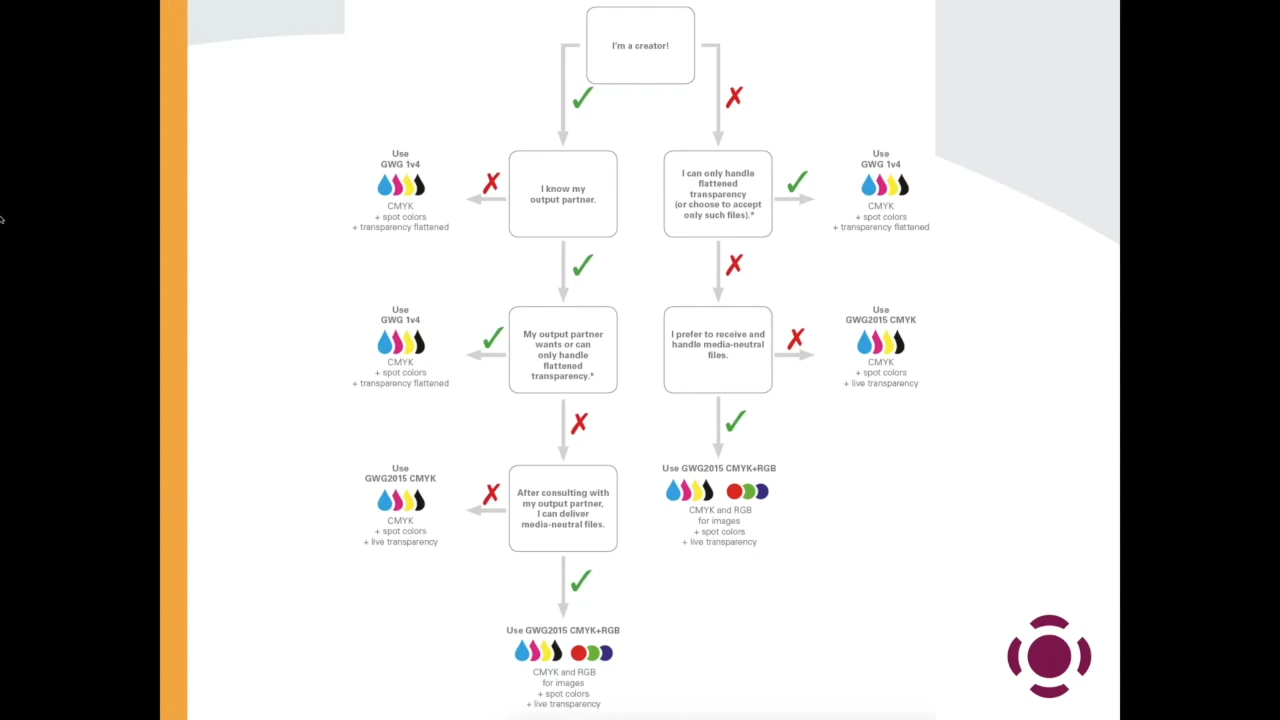 I'm a creator!
Use
GWG 1v4
CMYK
+ spot colors
+ transparency flattened
I know my
output partner.
I can only handle
flattened
transparency
(or choose to accept
only such files).*
Use
GWG 1v4
CMYK
+ spot colors
+ transparency flattened
Use
GWG 1v4
CMYK
+ spot colors
+ transparency flattened
My output partner
wants or can
only handle
flattened
transparency.*
I prefer to receive and
handle media-neutral
files.
Use
GWG2015 CMYK
CMYK
+ spot colors
+ live transparency
Use
GWG2015 CMYK
CMYK
+ spot colors
+ live transparency
After consulting with
my output partner,
I can deliver
media-neutral files.
Use GWG2015 CMYK+RGB
CMYK and RGB
for images
+ spot colors
+ live transparency
Use GWG2015 CMYK+RGB
CMYK and RGB
for images
+ spot colors
+ live transparency